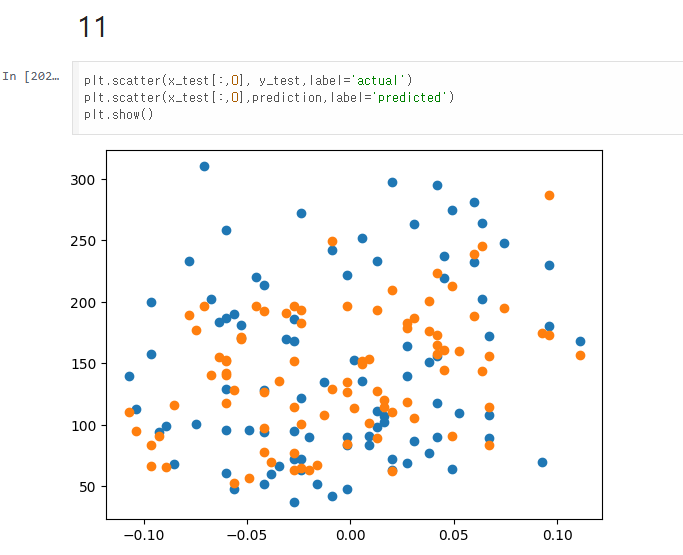 11
In [202…
plt.scatter(x_test[:,0], y_test,label='actual')
plt.scatter(x_test[:,0],prediction,label='predicted')
plt.show()
300
250
200
150
100
50
−0.10 −0.05 0.00 0.05 0.10